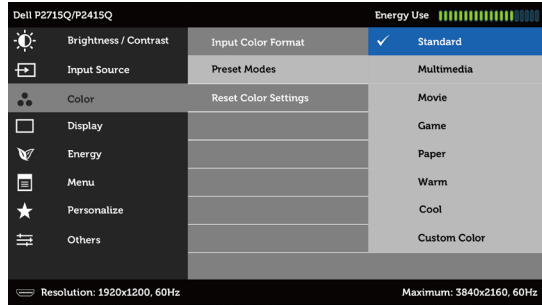 Dell P2715Q/P2415Q Energy Use
Brightness / Contrast Input Color Format Standard
Input Source Preset Modes Multimedia
Color Reset Color Settings Movie
Display Game
Energy Paper
Menu Warm
Personalize Cool
Others Custom Color
Resolution: 1920x1200, 60Hz Maximum: 3840x2160, 60Hz